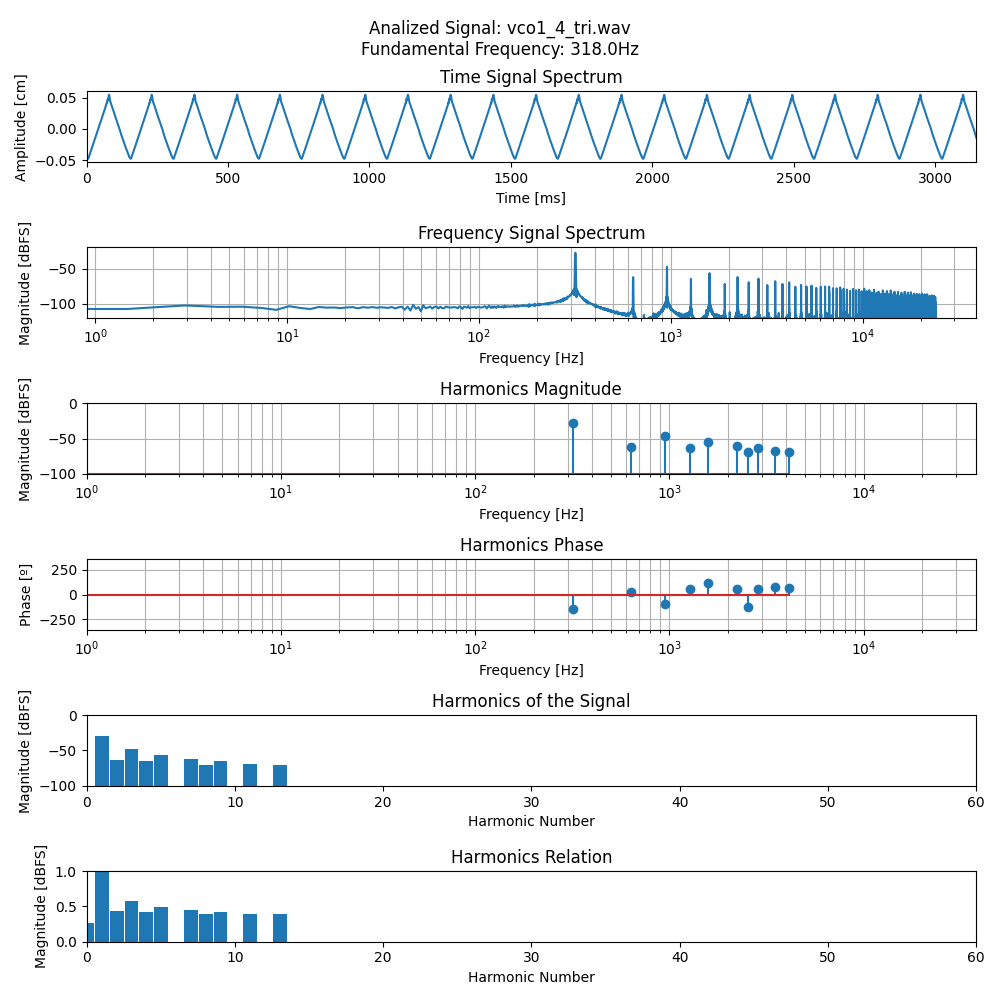 Analized Signal: vco1_4_tri.wav
Fundamental Frequency: 318.0Hz
Time Signal Spectrum
Amplitude [cm]
0.05
0.00
−0.05
0 500 1000 1500 2000 2500 3000
Time [ms]
Frequency Signal Spectrum
Magnitude [dBFS]
−50
−100
10⁰ 10¹ 10² 10³ 10⁴
Frequency [Hz]
Harmonics Magnitude
Magnitude [dBFS]
0
−50
−100
10⁰ 10¹ 10² 10³ 10⁴
Frequency [Hz]
Harmonics Phase
Phase [º]
250
0
−250
10⁰ 10¹ 10² 10³ 10⁴
Frequency [Hz]
Harmonics of the Signal
Magnitude [dBFS]
0
−50
−100
0 10 20 30 40 50 60
Harmonic Number
Harmonics Relation
Magnitude [dBFS]
1.0
0.5
0.0
0 10 20 30 40 50 60
Harmonic Number